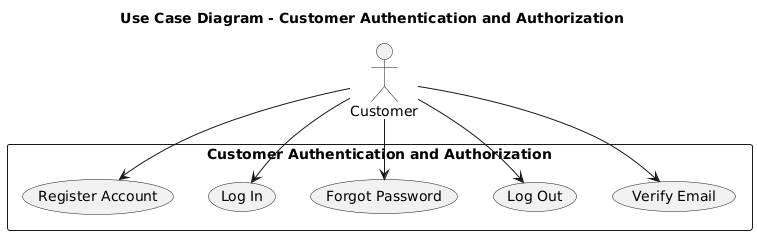 Use Case Diagram - Customer Authentication and Authorization
Customer
Customer Authentication and Authorization
Register Account
Log In
Forgot Password
Log Out
Verify Email